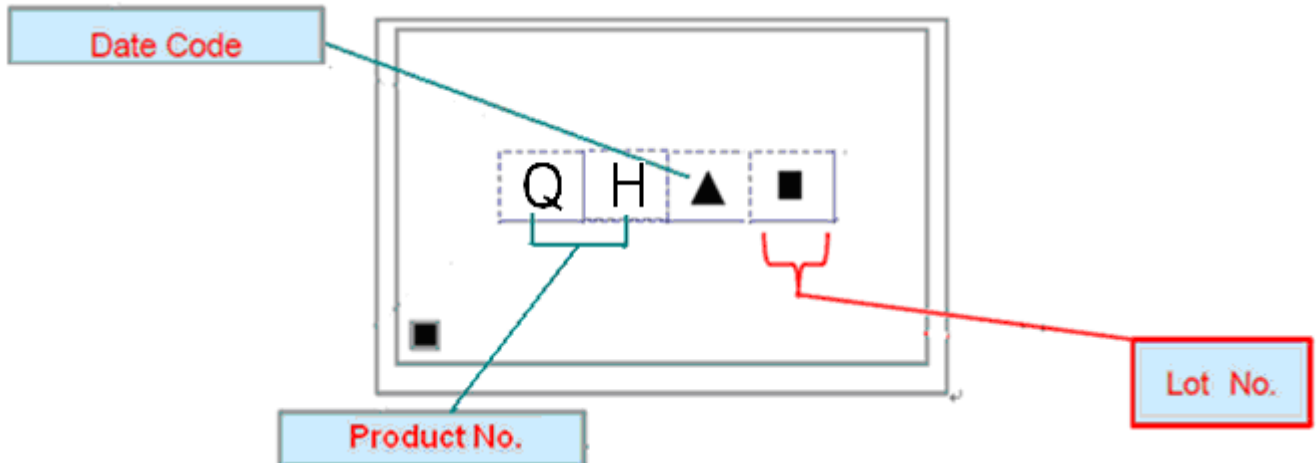 Date Code
Q H ▲ ■
■
Product No.
Lot No.